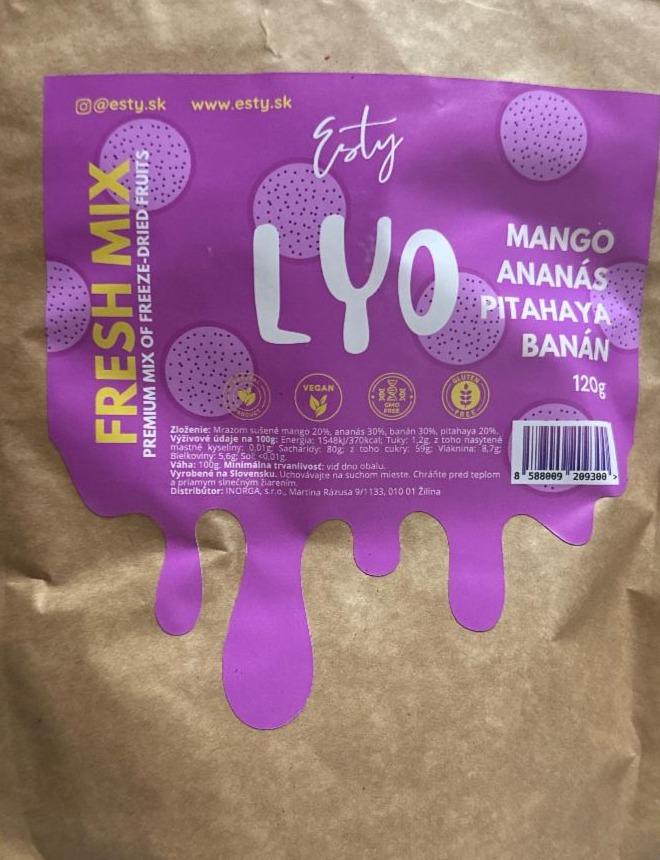 @esty.sk www.esty.sk
Esty
FRESH MIX
PREMIUM MIX OF FREEZE-DRIED FRUITS
LYO
MANGO
ANANÁS
PITAHAYA
BANÁN
120g
VEGAN
GMO
FREE
GLUTEN
FREE
Zloženie: Mrazom sušené mango 20%, ananás 30%, banán 30%, pitahaya 20%.
Výživové údaje na 100g: Energia: 1548kJ/370kcal; Tuky: 1,2g, z toho nasýtené
mastné kyseliny: 0,01g; Sacharidy: 80g; z toho cukry: 59g; Vláknina: 8,7g;
Bielkoviny: 5,6g; Soľ: <0,01g.
Váha: 100g. Minimálna trvanlivosť: viď dno obalu.
Vyrobené na Slovensku. Uchovávajte na suchom mieste. Chráňte pred teplom
a priamym slnečným žiarením.
Distribútor: INORGA, s.r.o., Martina Rázusa 9/1133, 010 01 Žilina
8 588009 209300 >